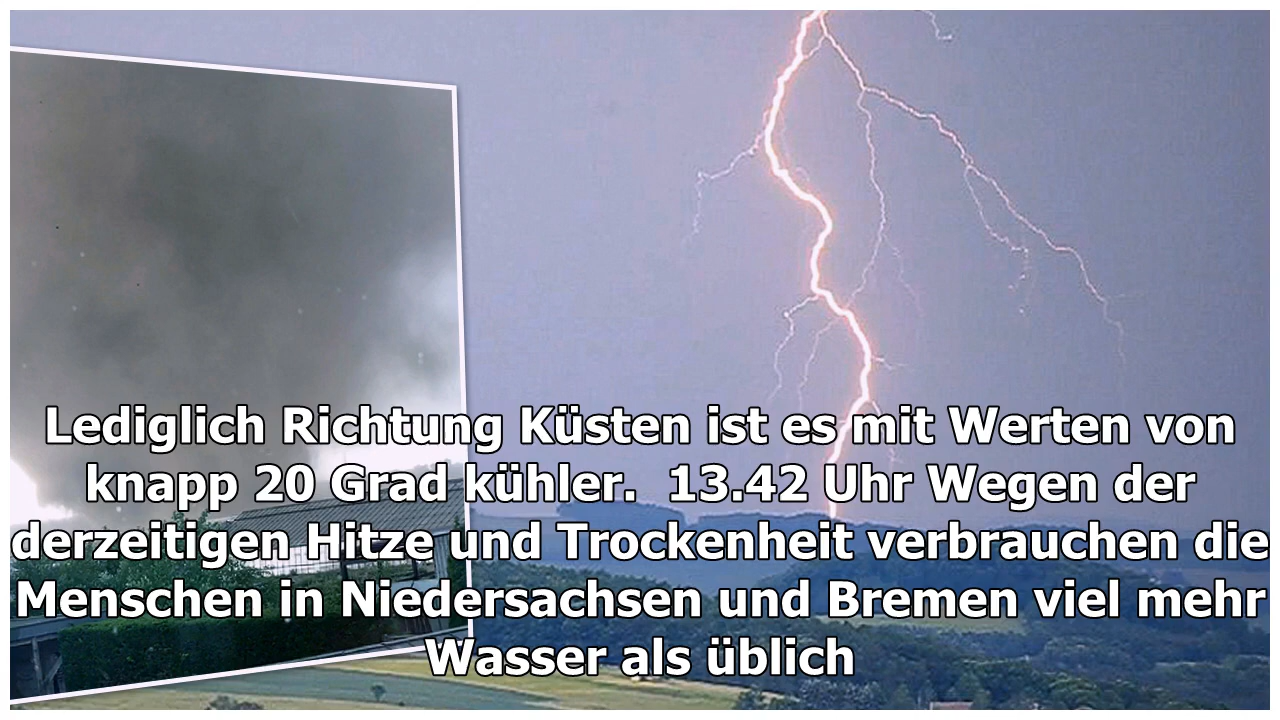 Lediglich Richtung Küsten ist es mit Werten von
knapp 20 Grad kühler.  13.42 Uhr Wegen der
derzeitigen Hitze und Trockenheit verbrauchen die
Menschen in Niedersachsen und Bremen viel mehr
Wasser als üblich